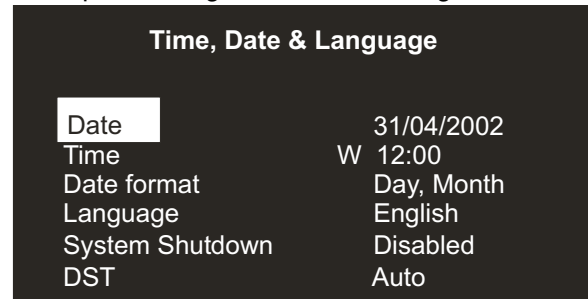 Time, Date & Language
Date 31/04/2002
Time W 12:00
Date format Day, Month
Language English
System Shutdown Disabled
DST Auto